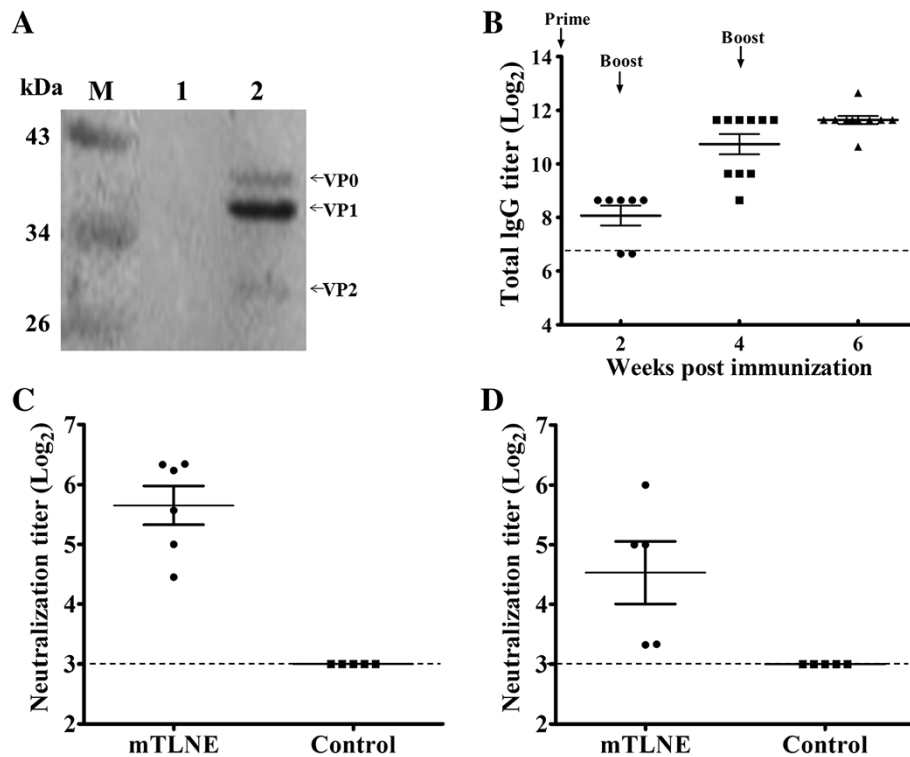 A
kDa M 1 2
43
34
26
←VP0
←VP1
←VP2
B
Prime
Boost
Boost
Total IgG titer (Log2)
14
12
10
8
6
4
2 4 6
Weeks post immunization
C
Neutralization titer (Log2)
7
6
5
4
3
2
mTLNE Control
D
Neutralization titer (Log2)
7
6
5
4
3
2
mTLNE Control